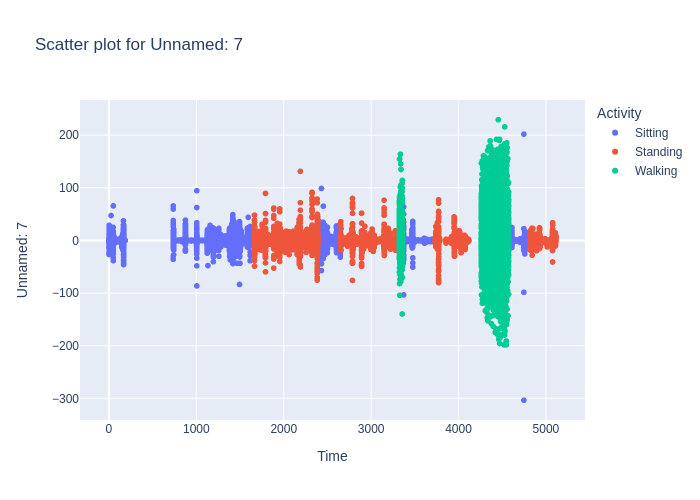 Scatter plot for Unnamed: 7
Activity
Sitting
Standing
Walking
Unnamed: 7
200
100
0
−100
−200
−300
0 1000 2000 3000 4000 5000
Time